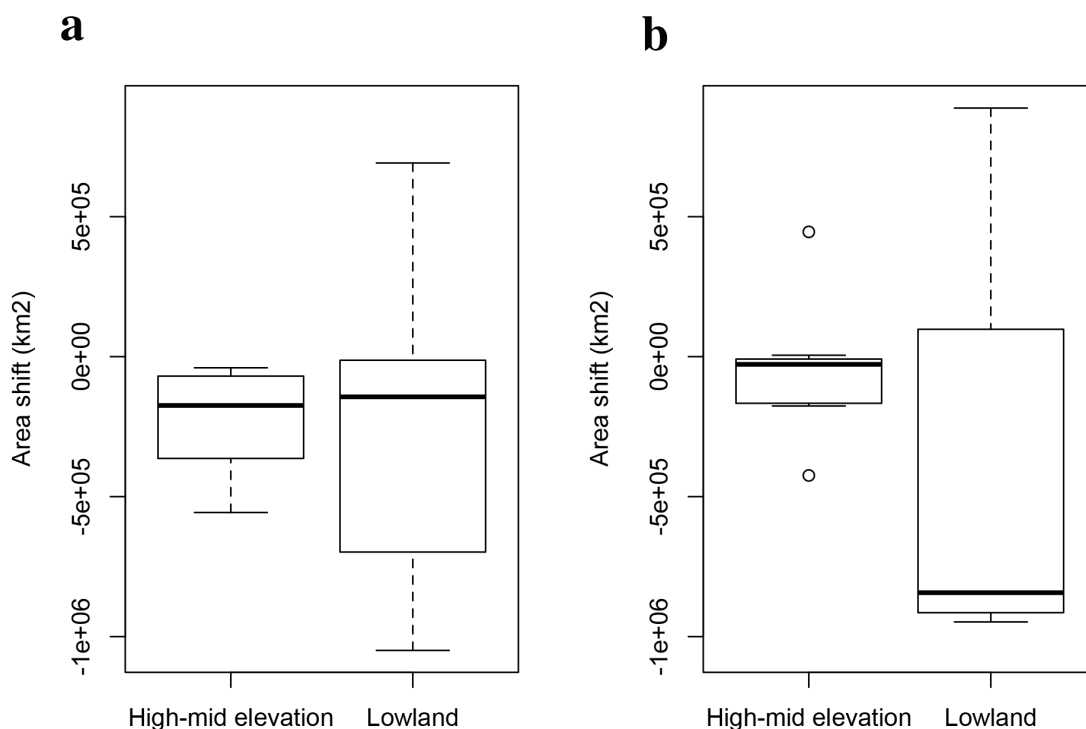 a
Area shift (km2)
5e+05
0e+00
-5e+05
-1e+06
High-mid elevation
Lowland
b
Area shift (km2)
5e+05
0e+00
-5e+05
-1e+06
High-mid elevation
Lowland